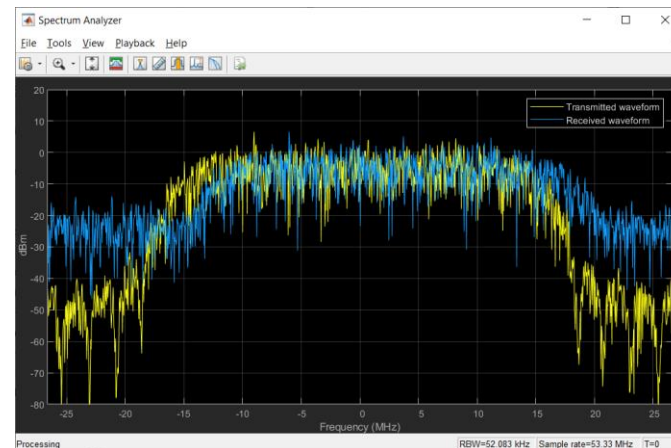 Spectrum Analyzer
File Tools View Playback Help
Transmitted waveform
Received waveform
20
10
0
-10
-20
-30
-40
-50
-60
-70
-80
dBm
-25 -20 -15 -10 -5 0 5 10 15 20 25
Frequency (MHz)
Processing RBW=52.083 kHz Sample rate=53.33 MHz T=0